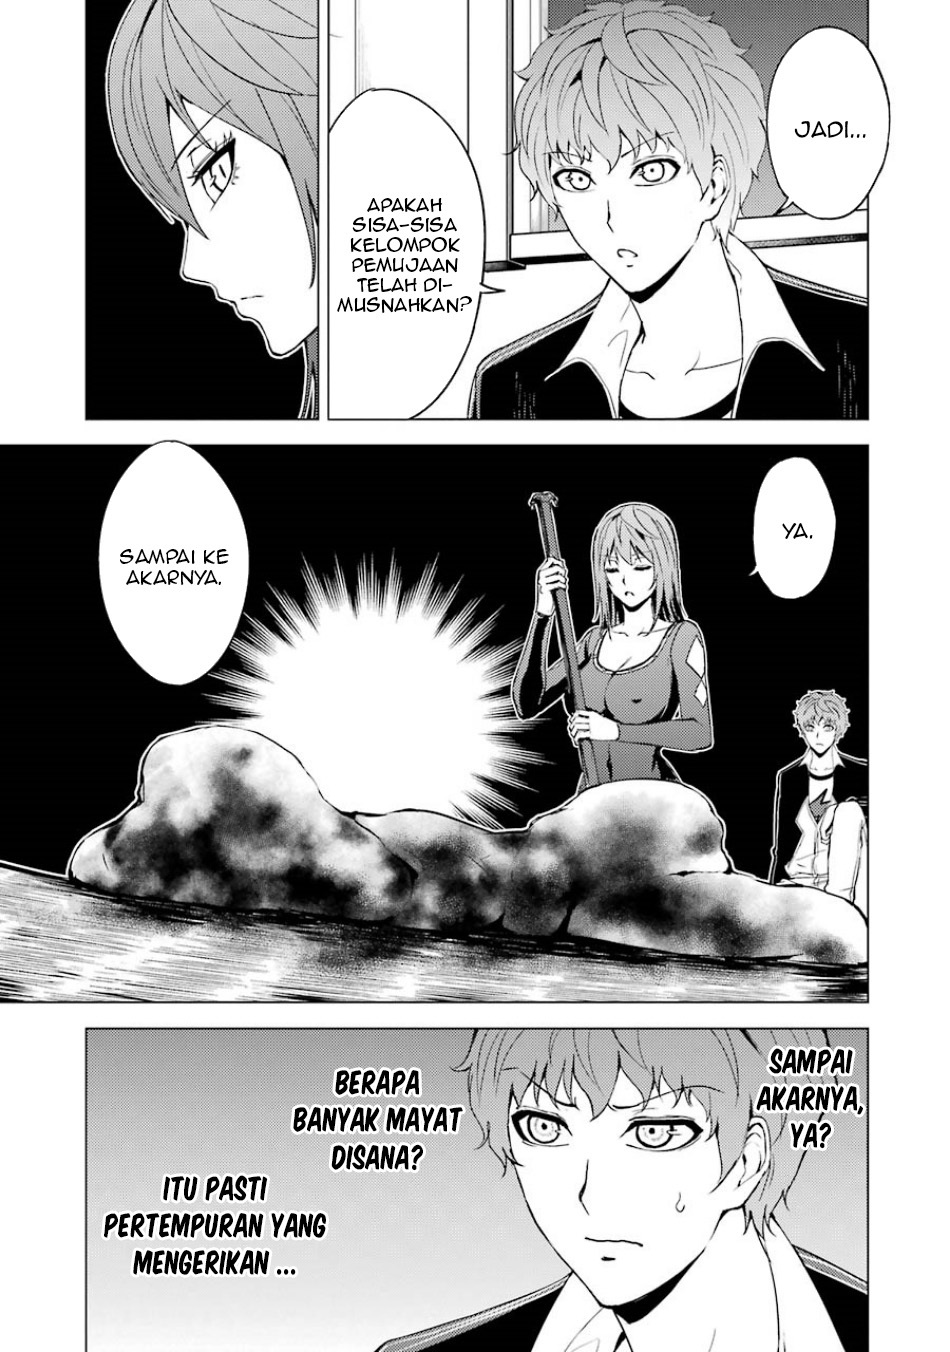 JADI...
APAKAH
SISA-SISA
KELOMPOK
PEMUJAAN
TELAH DI-
MUSNAHKAN?
YA.
SAMPAI KE
AKARNYA.
SAMPAI
AKARNYA,
YA?
BERAPA
BANYAK MAYAT
DISANA?
ITU PASTI
PERTEMPURAN YANG
MENGERIKAN ...